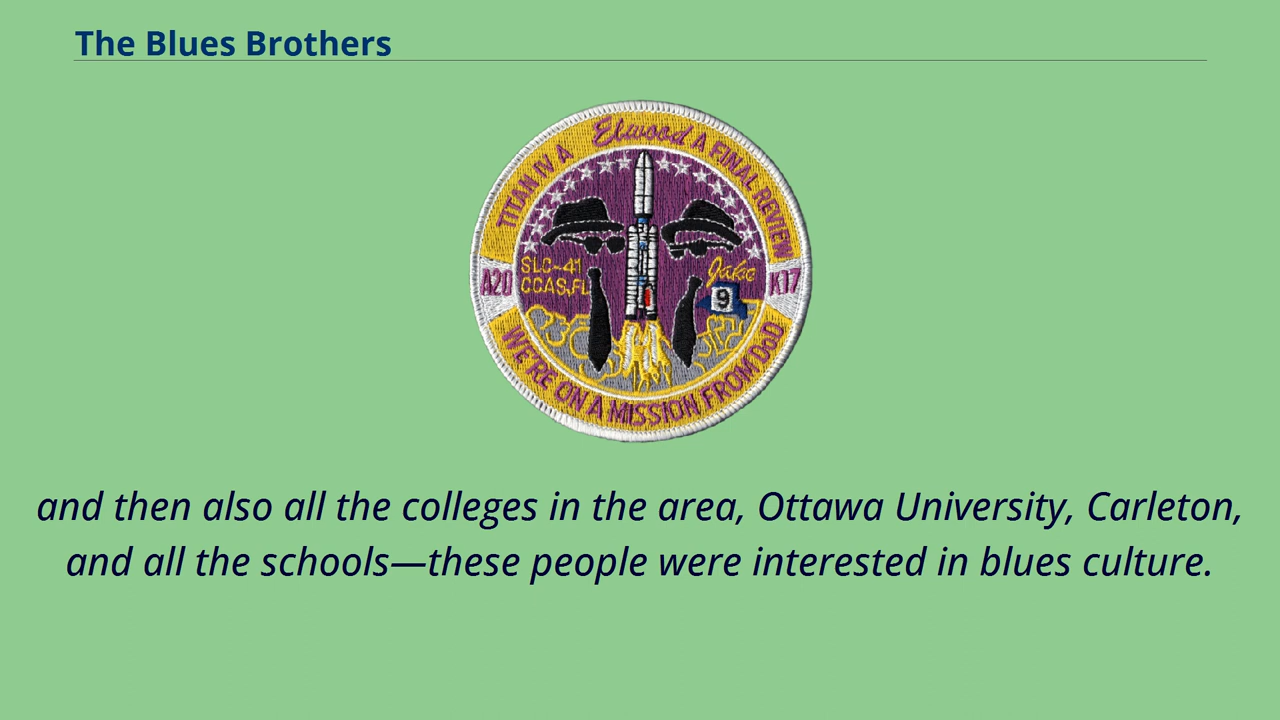 The Blues Brothers
TITAN IV A Elwood A FINAL REVIEW
SLC-41
CCAS,FL
Jake
9
A20
K17
WE'RE ON A MISSION FROM DoD
and then also all the colleges in the area, Ottawa University, Carleton,
and all the schools—these people were interested in blues culture.